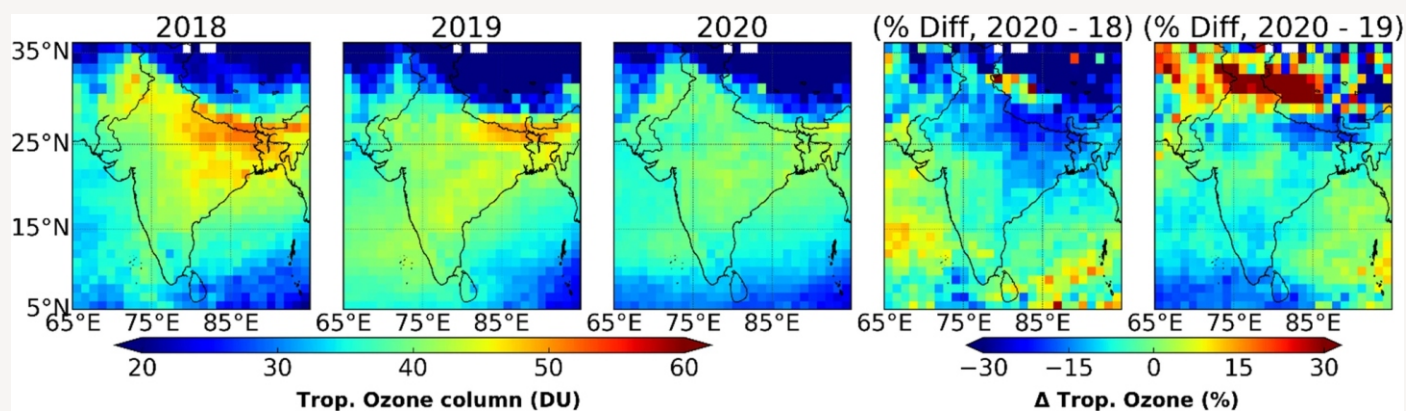 2018 2019 2020 (% Diff, 2020 - 18) (% Diff, 2020 - 19)
35°N
25°N
15°N
5°N
65°E 75°E 85°E 65°E 75°E 85°E 65°E 75°E 85°E 65°E 75°E 85°E 65°E 75°E 85°E
20 30 40 50 60 −30 −15 0 15 30
Trop. Ozone column (DU) Δ Trop. Ozone (%)